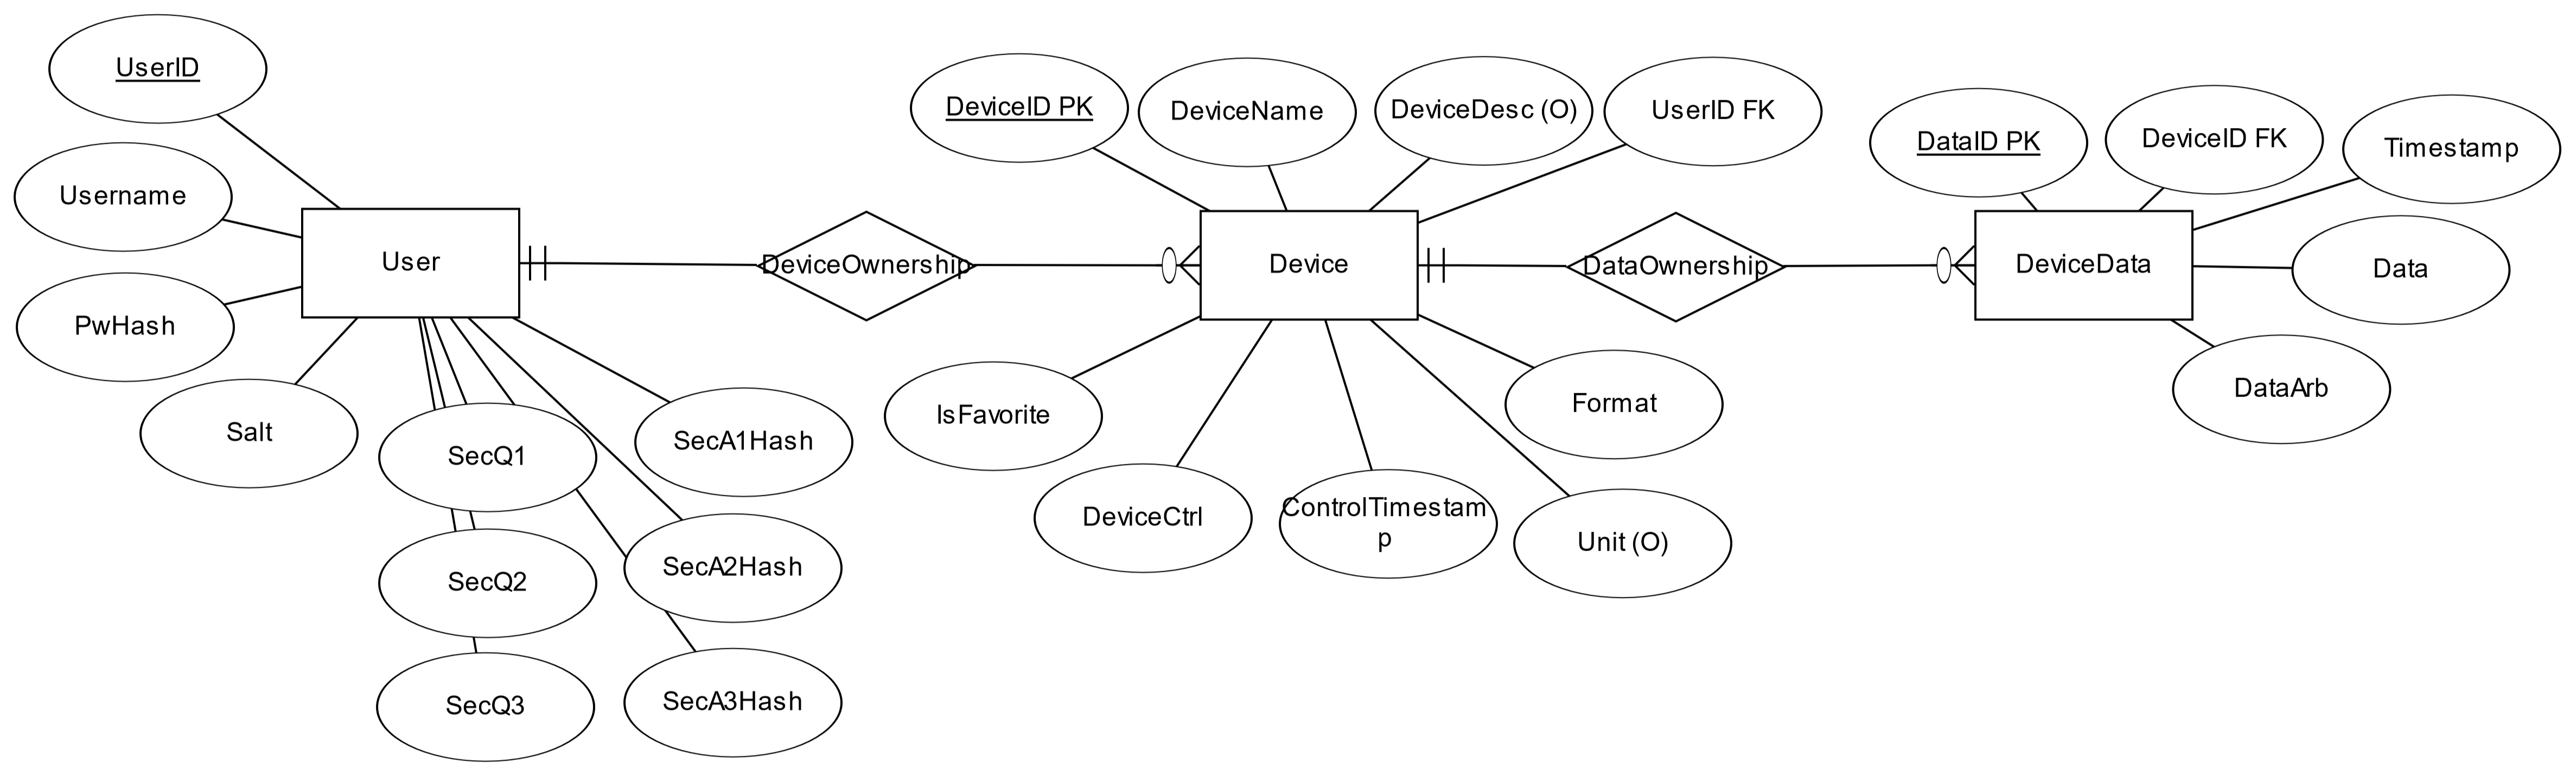 UserID
Username
PwHash
Salt
User
SecQ1
SecQ2
SecQ3
SecA1Hash
SecA2Hash
SecA3Hash
DeviceOwnership
DeviceID PK
DeviceName
DeviceDesc (O)
UserID FK
Device
IsFavorite
DeviceCtrl
ControlTimestam
p
Unit (O)
Format
DataOwnership
DataID PK
DeviceID FK
Timestamp
DeviceData
Data
DataArb